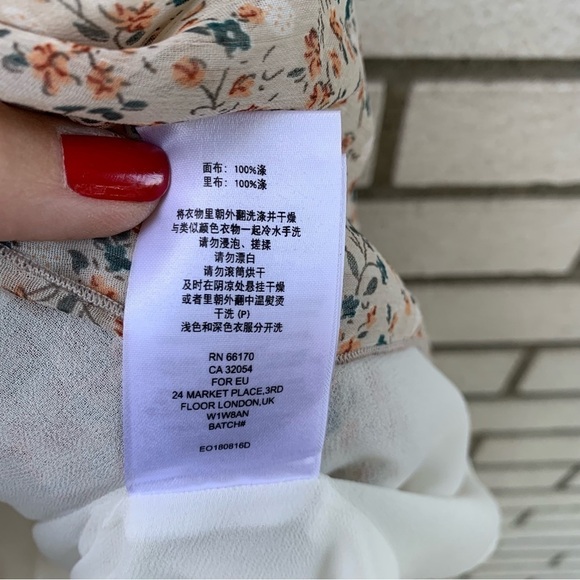 面布：100%涤
里布：100%涤
将衣物里朝外翻洗涤并干燥
与类似颜色衣物一起冷水手洗
请勿浸泡、搓揉
请勿漂白
请勿滚筒烘干
及时在阴凉处悬挂干燥
或者里朝外翻中温熨烫
干洗 (P)
浅色和深色衣服分开洗
RN 66170
CA 32054
FOR EU
24 MARKET PLACE,3RD
FLOOR LONDON,UK
W1W8AN
BATCH#
EO180816D